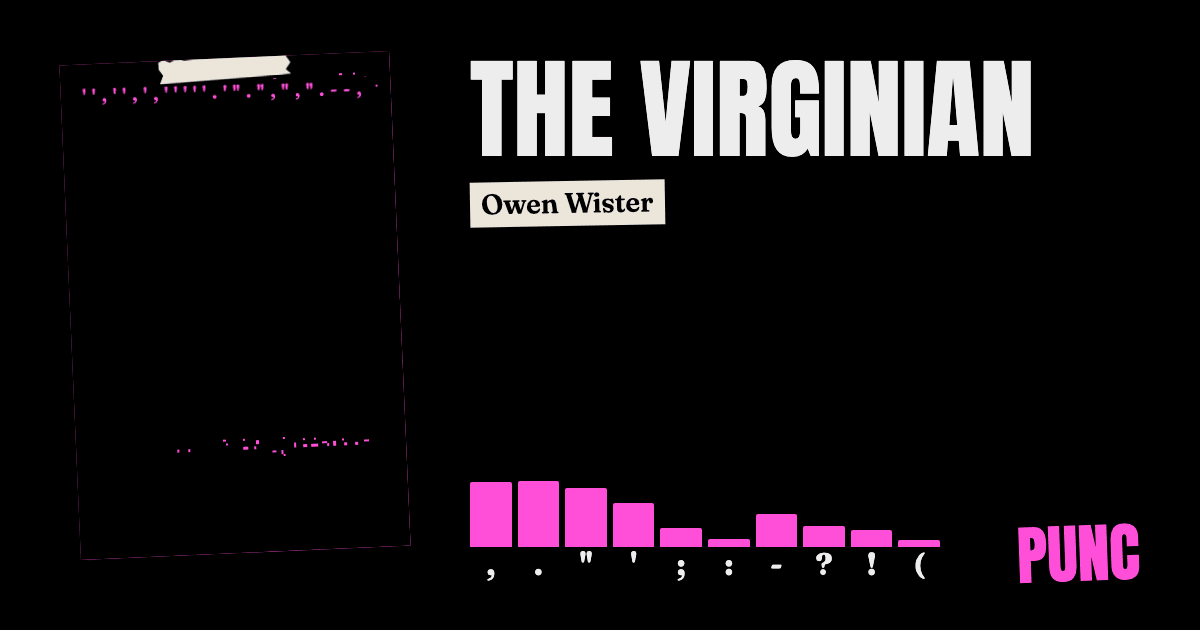 THE VIRGINIAN
Owen Wister
, . " ' ; : - ? ! (
PUNC